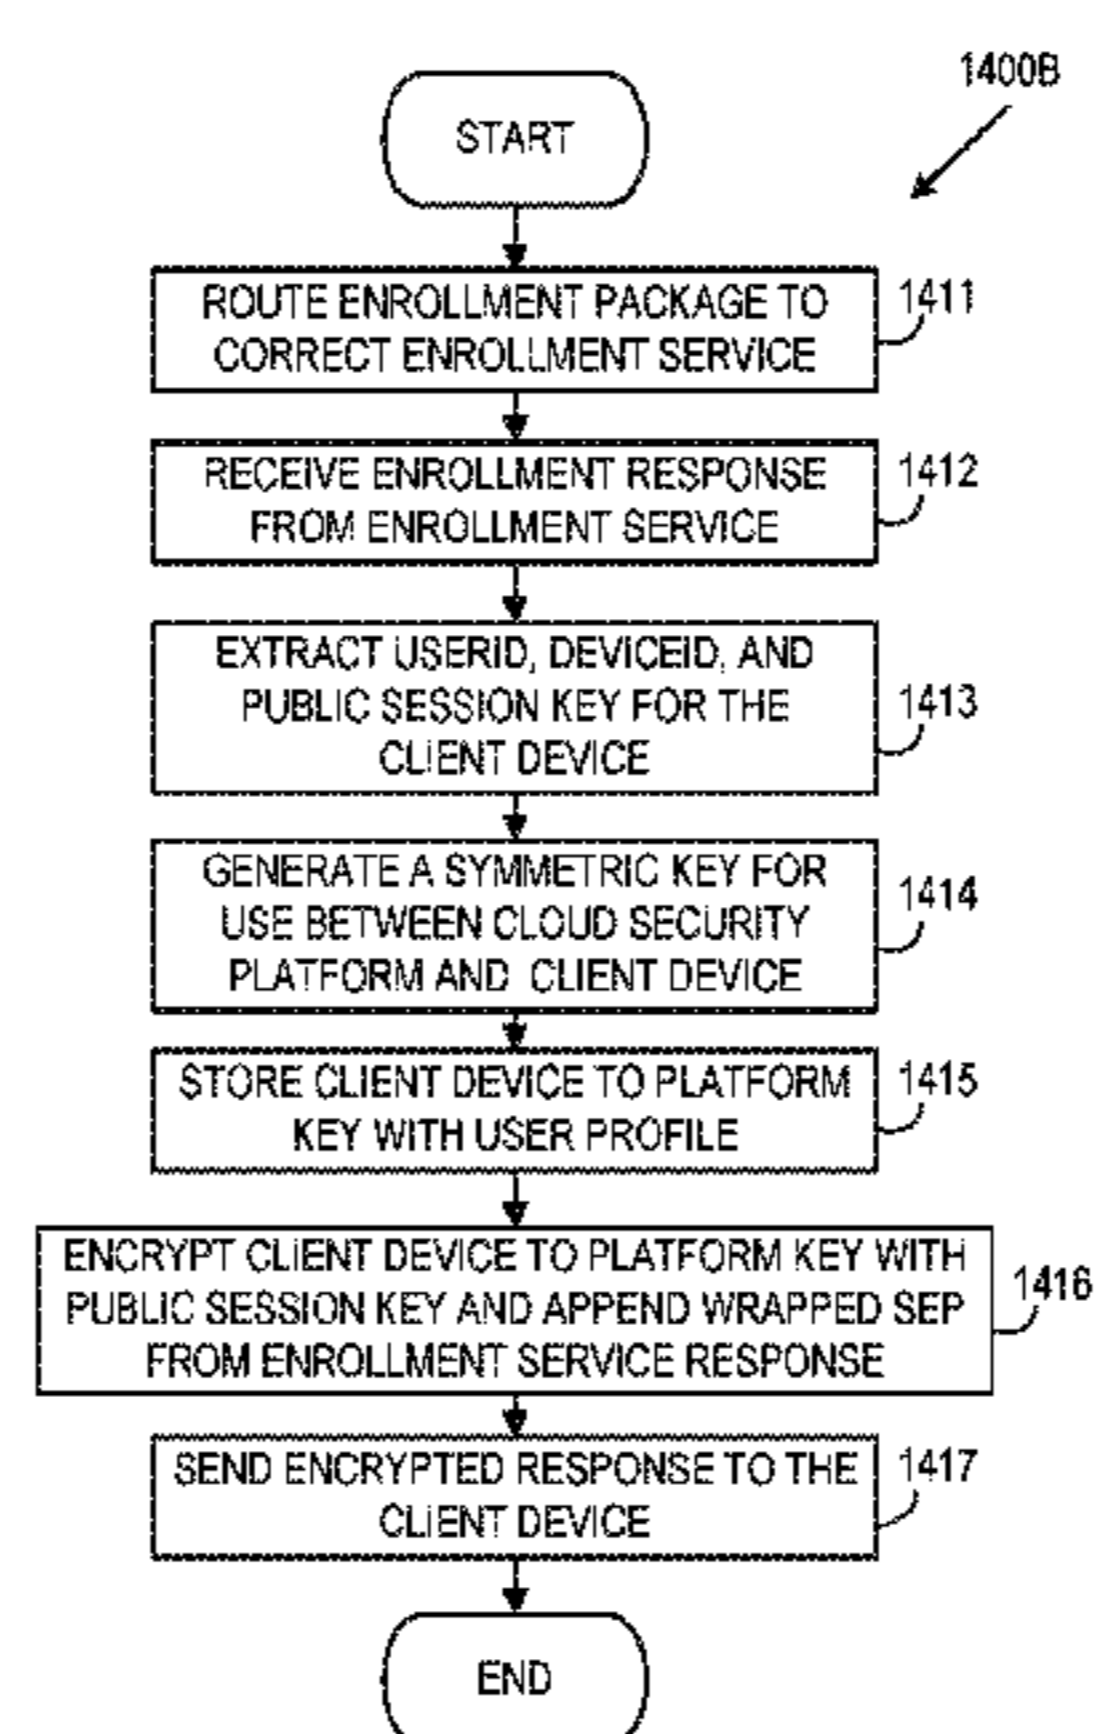 1400B
START
ROUTE ENROLLMENT PACKAGE TO
CORRECT ENROLLMENT SERVICE
1411
RECEIVE ENROLLMENT RESPONSE
FROM ENROLLMENT SERVICE
1412
EXTRACT USERID, DEVICEID, AND
PUBLIC SESSION KEY FOR THE
CLIENT DEVICE
1413
GENERATE A SYMMETRIC KEY FOR
USE BETWEEN CLOUD SECURITY
PLATFORM AND CLIENT DEVICE
1414
STORE CLIENT DEVICE TO PLATFORM
KEY WITH USER PROFILE
1415
ENCRYPT CLIENT DEVICE TO PLATFORM KEY WITH
PUBLIC SESSION KEY AND APPEND WRAPPED SEP
FROM ENROLLMENT SERVICE RESPONSE
1416
SEND ENCRYPTED RESPONSE TO THE
CLIENT DEVICE
1417
END